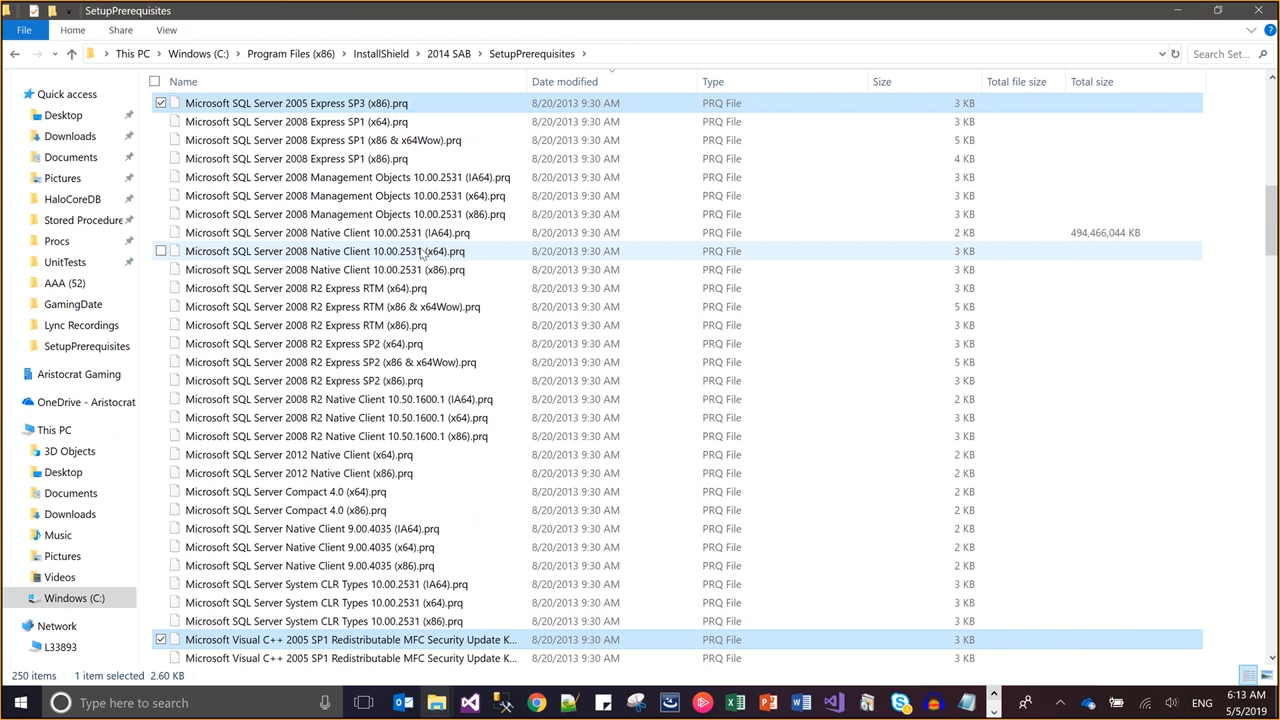 SetupPrerequisites
File Home Share View
This PC Windows (C:) Program Files (x86) InstallShield 2014 SAB SetupPrerequisites Search Set...
Name Date modified Type Size Total file size Total size
Quick access
Desktop
Downloads
Documents
Pictures
HaloCoreDB
Stored Procedure
Procs
UnitTests
AAA (52)
GamingDate
Lync Recordings
SetupPrerequisites
Aristocrat Gaming
OneDrive - Aristocrat
This PC
3D Objects
Desktop
Documents
Downloads
Music
Pictures
Videos
Windows (C:)
Network
L33893
Microsoft SQL Server 2005 Express SP3 (x86).prq 8/20/2013 9:30 AM PRQ File 3 KB
Microsoft SQL Server 2008 Express SP1 (x64).prq 8/20/2013 9:30 AM PRQ File 3 KB
Microsoft SQL Server 2008 Express SP1 (x86 & x64Wow).prq 8/20/2013 9:30 AM PRQ File 5 KB
Microsoft SQL Server 2008 Express SP1 (x86).prq 8/20/2013 9:30 AM PRQ File 4 KB
Microsoft SQL Server 2008 Management Objects 10.00.2531 (IA64).prq 8/20/2013 9:30 AM PRQ File 3 KB
Microsoft SQL Server 2008 Management Objects 10.00.2531 (x64).prq 8/20/2013 9:30 AM PRQ File 3 KB
Microsoft SQL Server 2008 Management Objects 10.00.2531 (x86).prq 8/20/2013 9:30 AM PRQ File 3 KB
Microsoft SQL Server 2008 Native Client 10.00.2531 (IA64).prq 8/20/2013 9:30 AM PRQ File 2 KB 494,466,044 KB
Microsoft SQL Server 2008 Native Client 10.00.2531 (x64).prq 8/20/2013 9:30 AM PRQ File 3 KB
Microsoft SQL Server 2008 Native Client 10.00.2531 (x86).prq 8/20/2013 9:30 AM PRQ File 3 KB
Microsoft SQL Server 2008 R2 Express RTM (x64).prq 8/20/2013 9:30 AM PRQ File 3 KB
Microsoft SQL Server 2008 R2 Express RTM (x86 & x64Wow).prq 8/20/2013 9:30 AM PRQ File 5 KB
Microsoft SQL Server 2008 R2 Express RTM (x86).prq 8/20/2013 9:30 AM PRQ File 3 KB
Microsoft SQL Server 2008 R2 Express SP2 (x64).prq 8/20/2013 9:30 AM PRQ File 3 KB
Microsoft SQL Server 2008 R2 Express SP2 (x86 & x64Wow).prq 8/20/2013 9:30 AM PRQ File 5 KB
Microsoft SQL Server 2008 R2 Express SP2 (x86).prq 8/20/2013 9:30 AM PRQ File 3 KB
Microsoft SQL Server 2008 R2 Native Client 10.50.1600.1 (IA64).prq 8/20/2013 9:30 AM PRQ File 2 KB
Microsoft SQL Server 2008 R2 Native Client 10.50.1600.1 (x64).prq 8/20/2013 9:30 AM PRQ File 3 KB
Microsoft SQL Server 2008 R2 Native Client 10.50.1600.1 (x86).prq 8/20/2013 9:30 AM PRQ File 3 KB
Microsoft SQL Server 2012 Native Client (x64).prq 8/20/2013 9:30 AM PRQ File 2 KB
Microsoft SQL Server 2012 Native Client (x86).prq 8/20/2013 9:30 AM PRQ File 2 KB
Microsoft SQL Server Compact 4.0 (x64).prq 8/20/2013 9:30 AM PRQ File 3 KB
Microsoft SQL Server Compact 4.0 (x86).prq 8/20/2013 9:30 AM PRQ File 3 KB
Microsoft SQL Server Native Client 9.00.4035 (IA64).prq 8/20/2013 9:30 AM PRQ File 2 KB
Microsoft SQL Server Native Client 9.00.4035 (x64).prq 8/20/2013 9:30 AM PRQ File 2 KB
Microsoft SQL Server Native Client 9.00.4035 (x86).prq 8/20/2013 9:30 AM PRQ File 2 KB
Microsoft SQL Server System CLR Types 10.00.2531 (IA64).prq 8/20/2013 9:30 AM PRQ File 3 KB
Microsoft SQL Server System CLR Types 10.00.2531 (x64).prq 8/20/2013 9:30 AM PRQ File 3 KB
Microsoft SQL Server System CLR Types 10.00.2531 (x86).prq 8/20/2013 9:30 AM PRQ File 3 KB
Microsoft Visual C++ 2005 SP1 Redistributable MFC Security Update K... 8/20/2013 9:30 AM PRQ File 3 KB
Microsoft Visual C++ 2005 SP1 Redistributable MFC Security Update K... 8/20/2013 9:30 AM PRQ File 3 KB
250 items 1 item selected 2.60 KB
Type here to search ENG 6:13 AM
5/5/2019